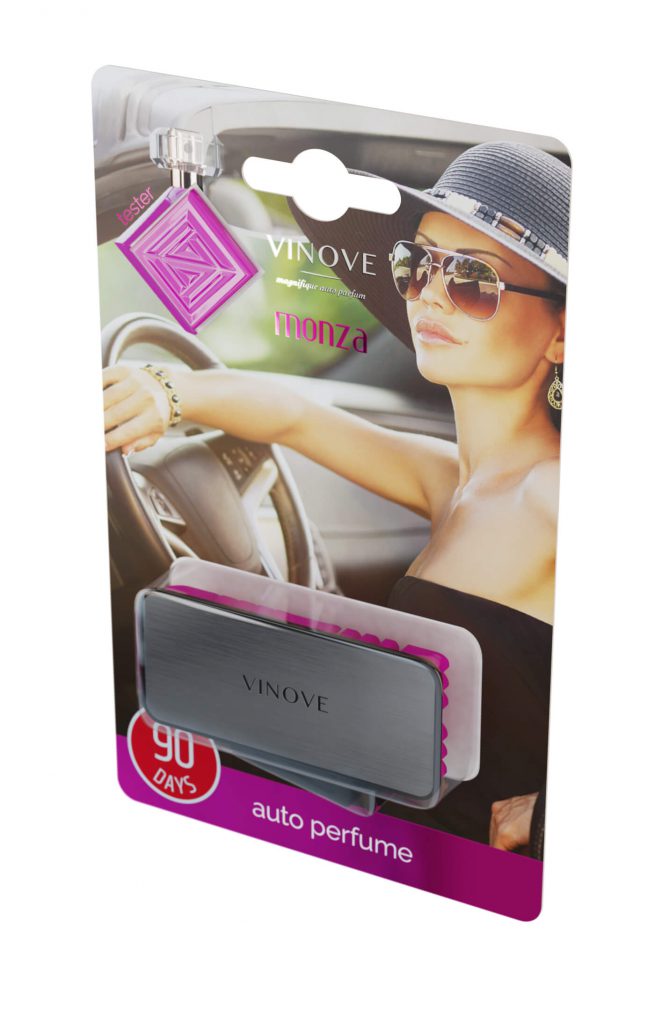 tester
VINOVE
magnifique auto parfum
monza
VINOVE
90
DAYS
auto perfume